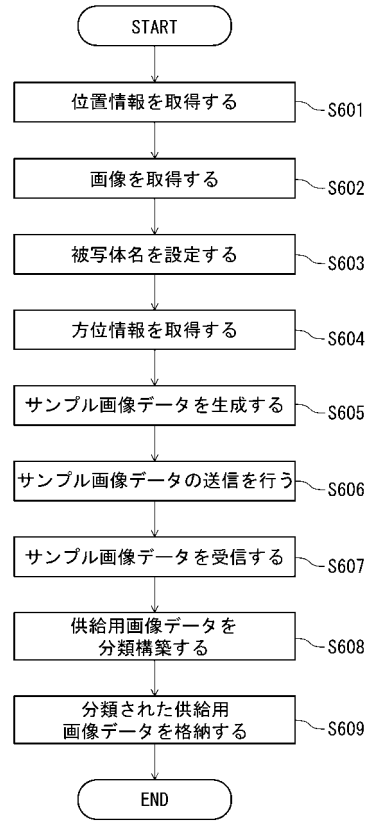 START
位置情報を取得する
S601
画像を取得する
S602
被写体名を設定する
S603
方位情報を取得する
S604
サンプル画像データを生成する
S605
サンプル画像データの送信を行う
S606
サンプル画像データを受信する
S607
供給用画像データを
分類構築する
S608
分類された供給用
画像データを格納する
S609
END